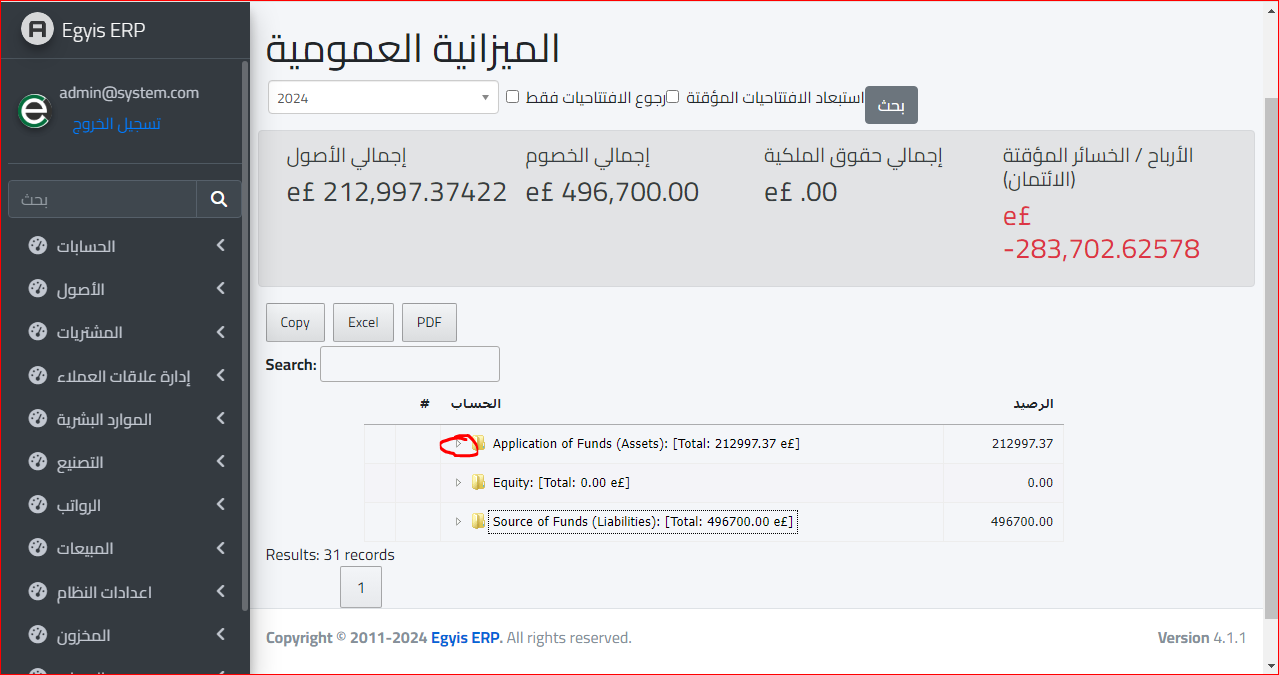 Egyis ERP
admin@system.com
تسجيل الخروج
بحث
الحسابات
الأصول
المشتريات
إدارة علاقات العملاء
الموارد البشرية
التصنيع
الرواتب
المبيعات
اعدادات النظام
المخزون
الميزانية العمومية
2024
رجوع الافتتاحيات فقط
استبعاد الافتتاحيات المؤقتة
بحث
إجمالي الأصول
e£ 212,997.37422
إجمالي الخصوم
e£ 496,700.00
إجمالي حقوق الملكية
e£ .00
الأرباح / الخسائر المؤقتة
(الائتمان)
e£
-283,702.62578
Copy Excel PDF
Search:
# الحساب الرصيد
Application of Funds (Assets): [Total: 212997.37 e£] 212997.37
Equity: [Total: 0.00 e£] 0.00
Source of Funds (Liabilities): [Total: 496700.00 e£] 496700.00
Results: 31 records
1
Copyright © 2011-2024 Egyis ERP. All rights reserved.
Version 4.1.1